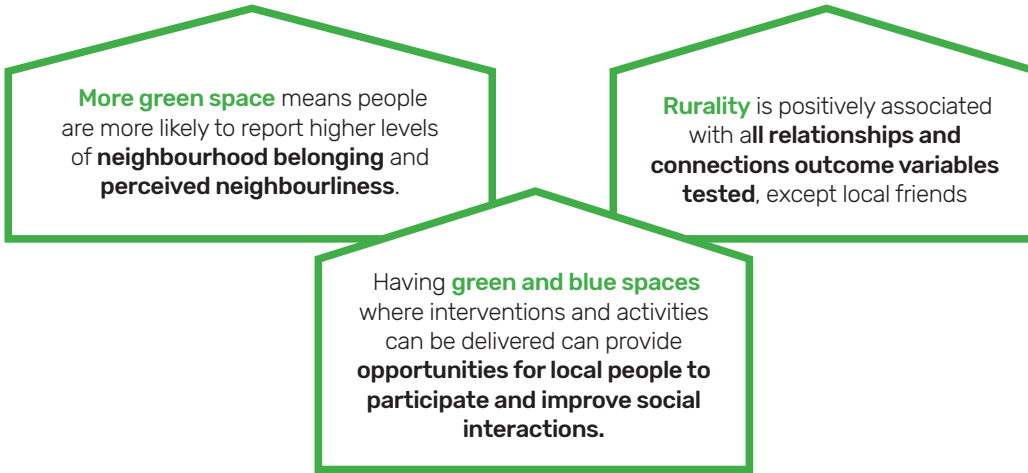 More green space means people
are more likely to report higher levels
of neighbourhood belonging and
perceived neighbourliness.
Rurality is positively associated
with all relationships and
connections outcome variables
tested, except local friends
Having green and blue spaces
where interventions and activities
can be delivered can provide
opportunities for local people to
participate and improve social
interactions.